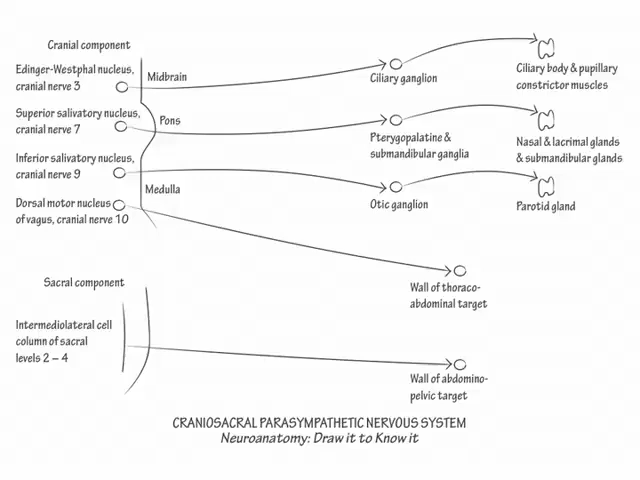 Cranial component
Edinger-Westphal nucleus,
cranial nerve 3
Midbrain
Ciliary ganglion
Ciliary body & pupillary
constrictor muscles
Superior salivatory nucleus,
cranial nerve 7
Pons
Pterygopalatine &
submandibular ganglia
Nasal & lacrimal glands
& submandibular glands
Inferior salivatory nucleus,
cranial nerve 9
Medulla
Otic ganglion
Parotid gland
Dorsal motor nucleus
of vagus, cranial nerve 10
Wall of thoraco-
abdominal target
Sacral component
Intermediolateral cell
column of sacral
levels 2 – 4
Wall of abdomino-
pelvic target
CRANIOSACRAL PARASYMPATHETIC NERVOUS SYSTEM
Neuroanatomy: Draw it to Know it